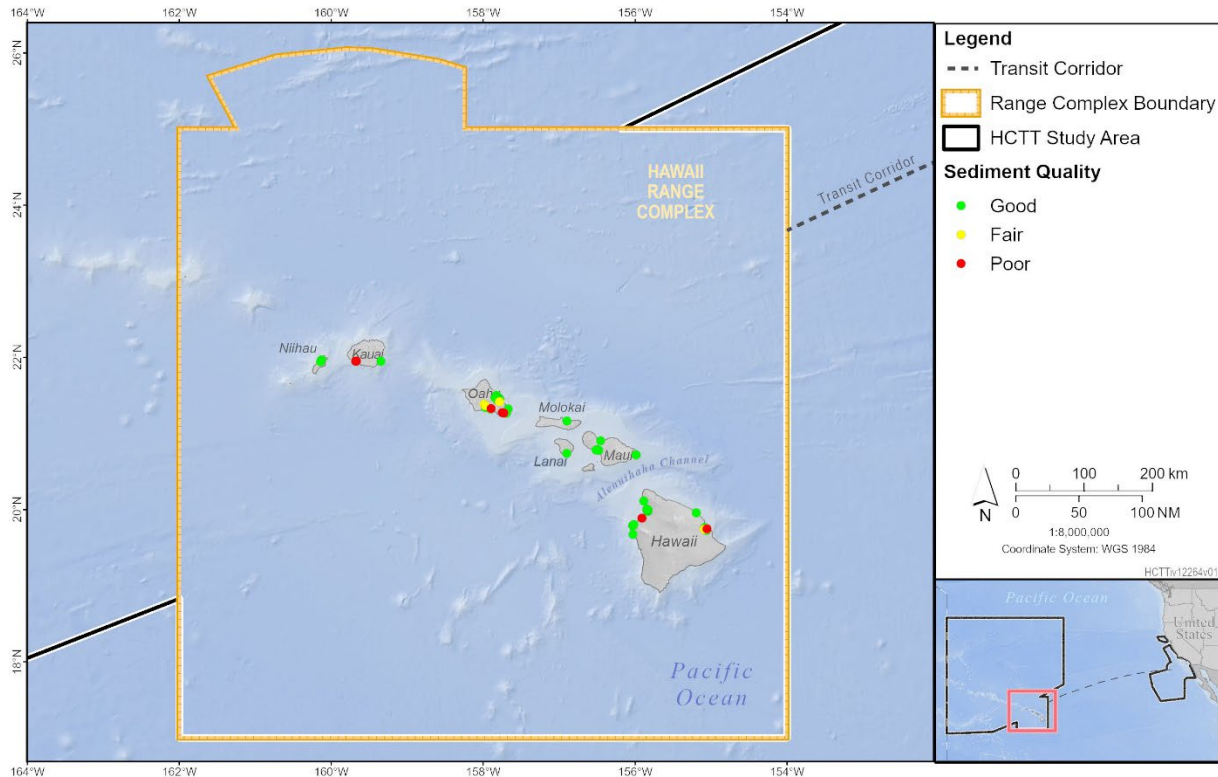 164°W
162°W
160°W
158°W
156°W
154°W
26°N
24°N
22°N
20°N
18°N
HAWAII
RANGE
COMPLEX
Transit Corridor
Niihau
Kauai
Oahu
Molokai
Lanai
Maui
Alenuihaha Channel
Hawaii
Pacific
Ocean
164°W
162°W
160°W
158°W
156°W
154°W
Legend
Transit Corridor
Range Complex Boundary
HCTT Study Area
Sediment Quality
Good
Fair
Poor
N
0 100 200 km
0 50 100 NM
1:8,000,000
Coordinate System: WGS 1984
HCTTiv12264v01
Pacific Ocean
United
States